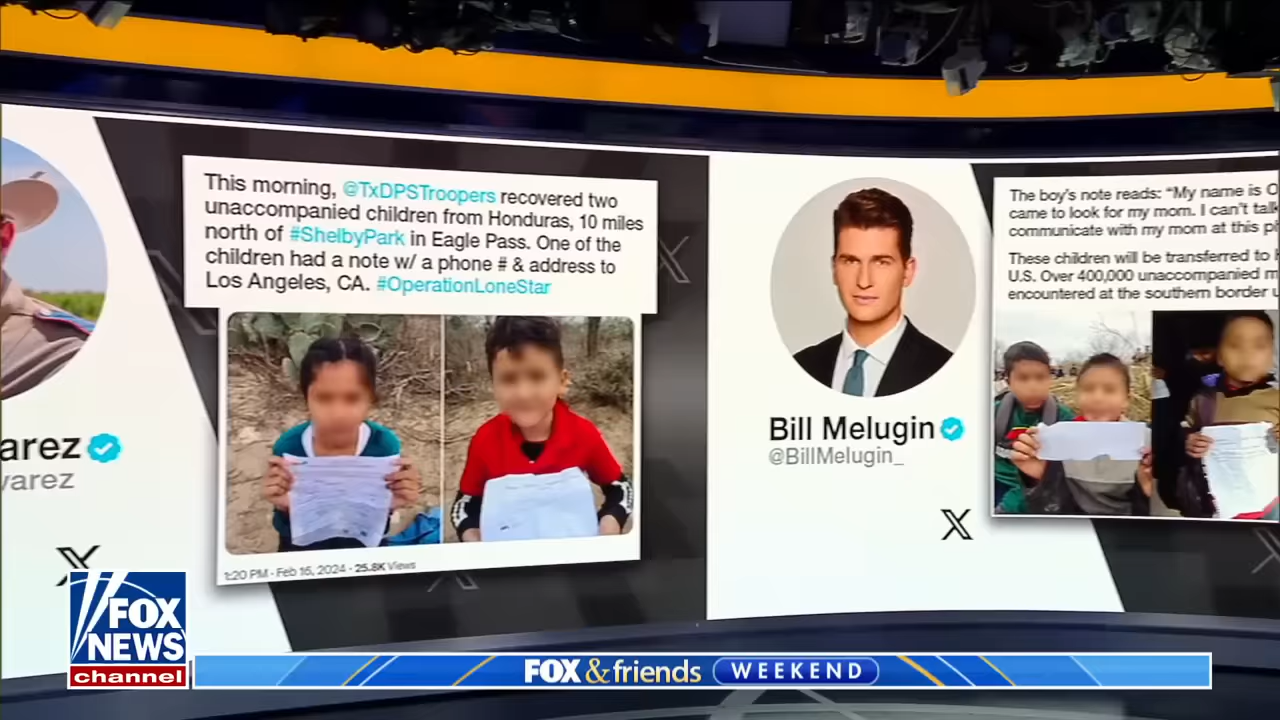 This morning, @TxDPSTroopers recovered two
unaccompanied children from Honduras, 10 miles
north of #ShelbyPark in Eagle Pass. One of the
children had a note w/ a phone # & address to
Los Angeles, CA. #OperationLoneStar
1:20 PM · Feb 16, 2024 · 25.8K Views
arez
varez
Bill Melugin
@BillMelugin_
The boy's note reads: "My name is
came to look for my mom. I can't talk
communicate with my mom at this
These children will be transferred to
U.S. Over 400,000 unaccompanied
encountered at the southern border
FOX
NEWS
channel
FOX & friends WEEKEND